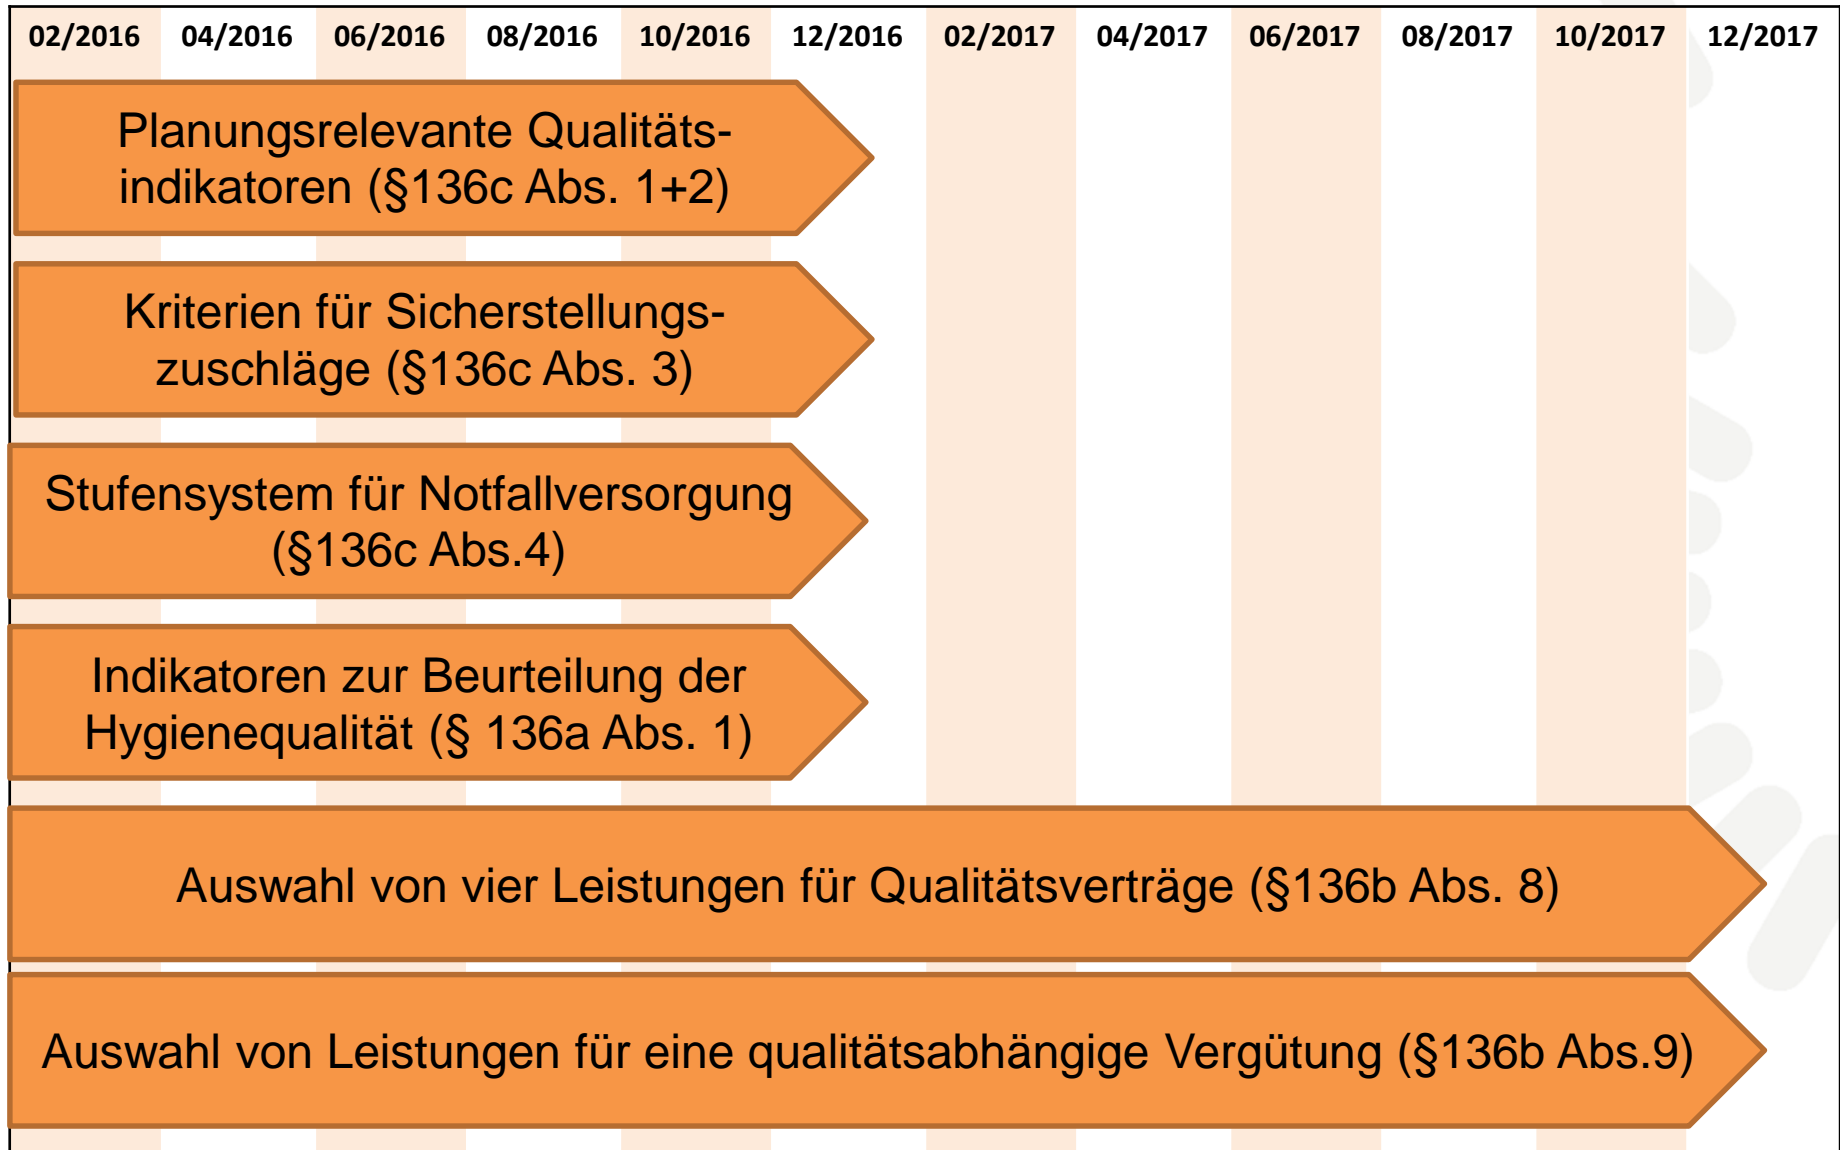 02/2016 04/2016 06/2016 08/2016 10/2016 12/2016 02/2017 04/2017 06/2017 08/2017 10/2017 12/2017
Planungsrelevante Qualitäts-
indikatoren (§136c Abs. 1+2)
Kriterien für Sicherstellungs-
zuschläge (§136c Abs. 3)
Stufensystem für Notfallversorgung
(§136c Abs.4)
Indikatoren zur Beurteilung der
Hygienequalität (§ 136a Abs. 1)
Auswahl von vier Leistungen für Qualitätsverträge (§136b Abs. 8)
Auswahl von Leistungen für eine qualitätsabhängige Vergütung (§136b Abs.9)